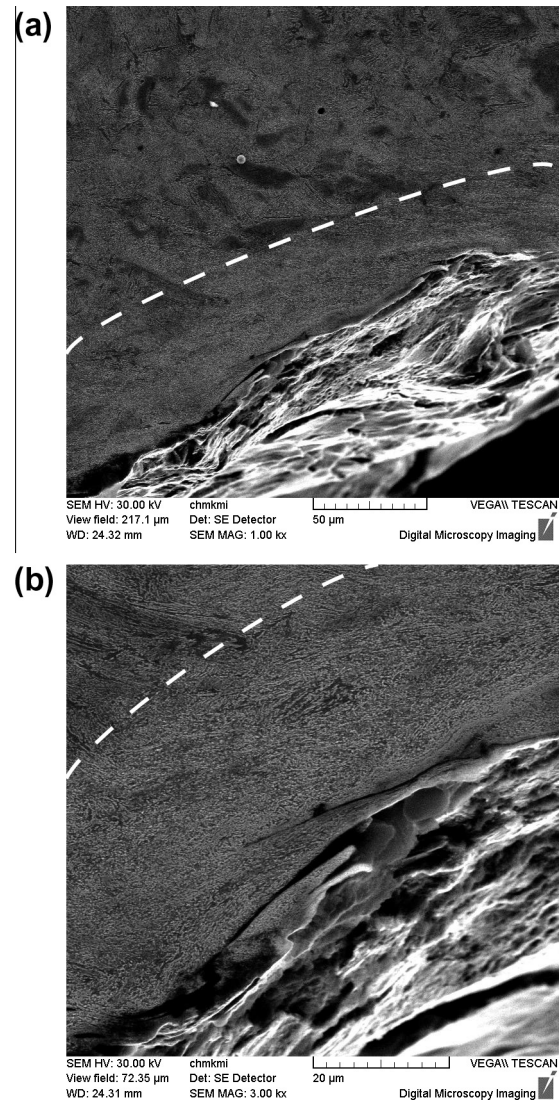 (a)
SEM HV: 30.00 kV chmkmi VEGA\\ TESCAN
View field: 217.1 µm Det: SE Detector 50 µm
WD: 24.32 mm SEM MAG: 1.00 kx Digital Microscopy Imaging
(b)
SEM HV: 30.00 kV chmkmi VEGA\\ TESCAN
View field: 72.35 µm Det: SE Detector 20 µm
WD: 24.31 mm SEM MAG: 3.00 kx Digital Microscopy Imaging